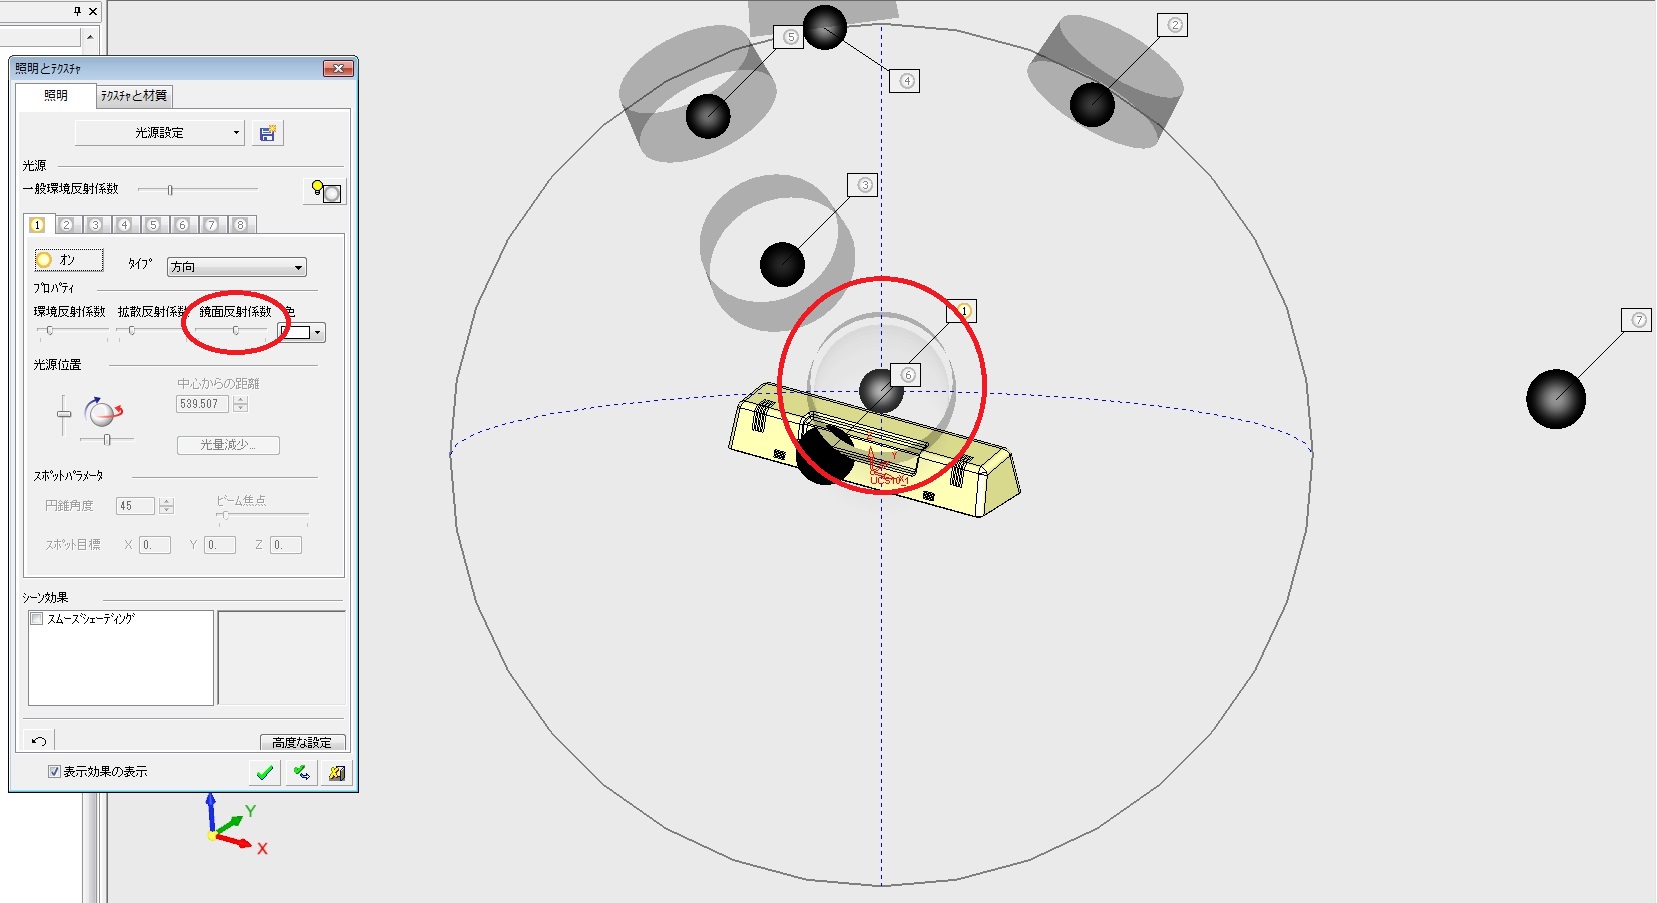 照明とﾃｸｽﾁｬ
照明
ﾃｸｽﾁｬと材質
光源設定
光源
一般環境反射係数
1 2 3 4 5 6 7 8
オン
ﾀｲﾌﾟ
方向
ﾌﾟﾛﾊﾟﾃｨ
環境反射係数
拡散反射係数
鏡面反射係数
色
光源位置
中心からの距離
539.507
光量減少...
ｽﾎﾟｯﾄﾊﾟﾗﾒｰﾀ
円錐角度
45
ﾋﾞｰﾑ焦点
ｽﾎﾟｯﾄ目標
X 0. Y 0. Z 0.
ｼｰﾝ効果
ｽﾑｰｽﾞｼｪｰﾃﾞｨﾝｸﾞ
高度な設定
表示効果の表示
Y
X
5
4
2
3
1
6
7
Y
X
UCS10_1